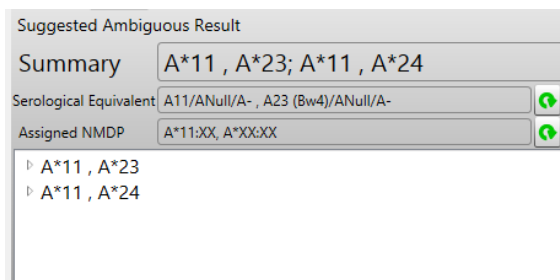 Suggested Ambiguous Result
Summary A*11 , A*23; A*11 , A*24
Serological Equivalent A11/ANull/A- , A23 (Bw4)/ANull/A-
Assigned NMDP A*11:XX, A*XX:XX
A*11 , A*23
A*11 , A*24